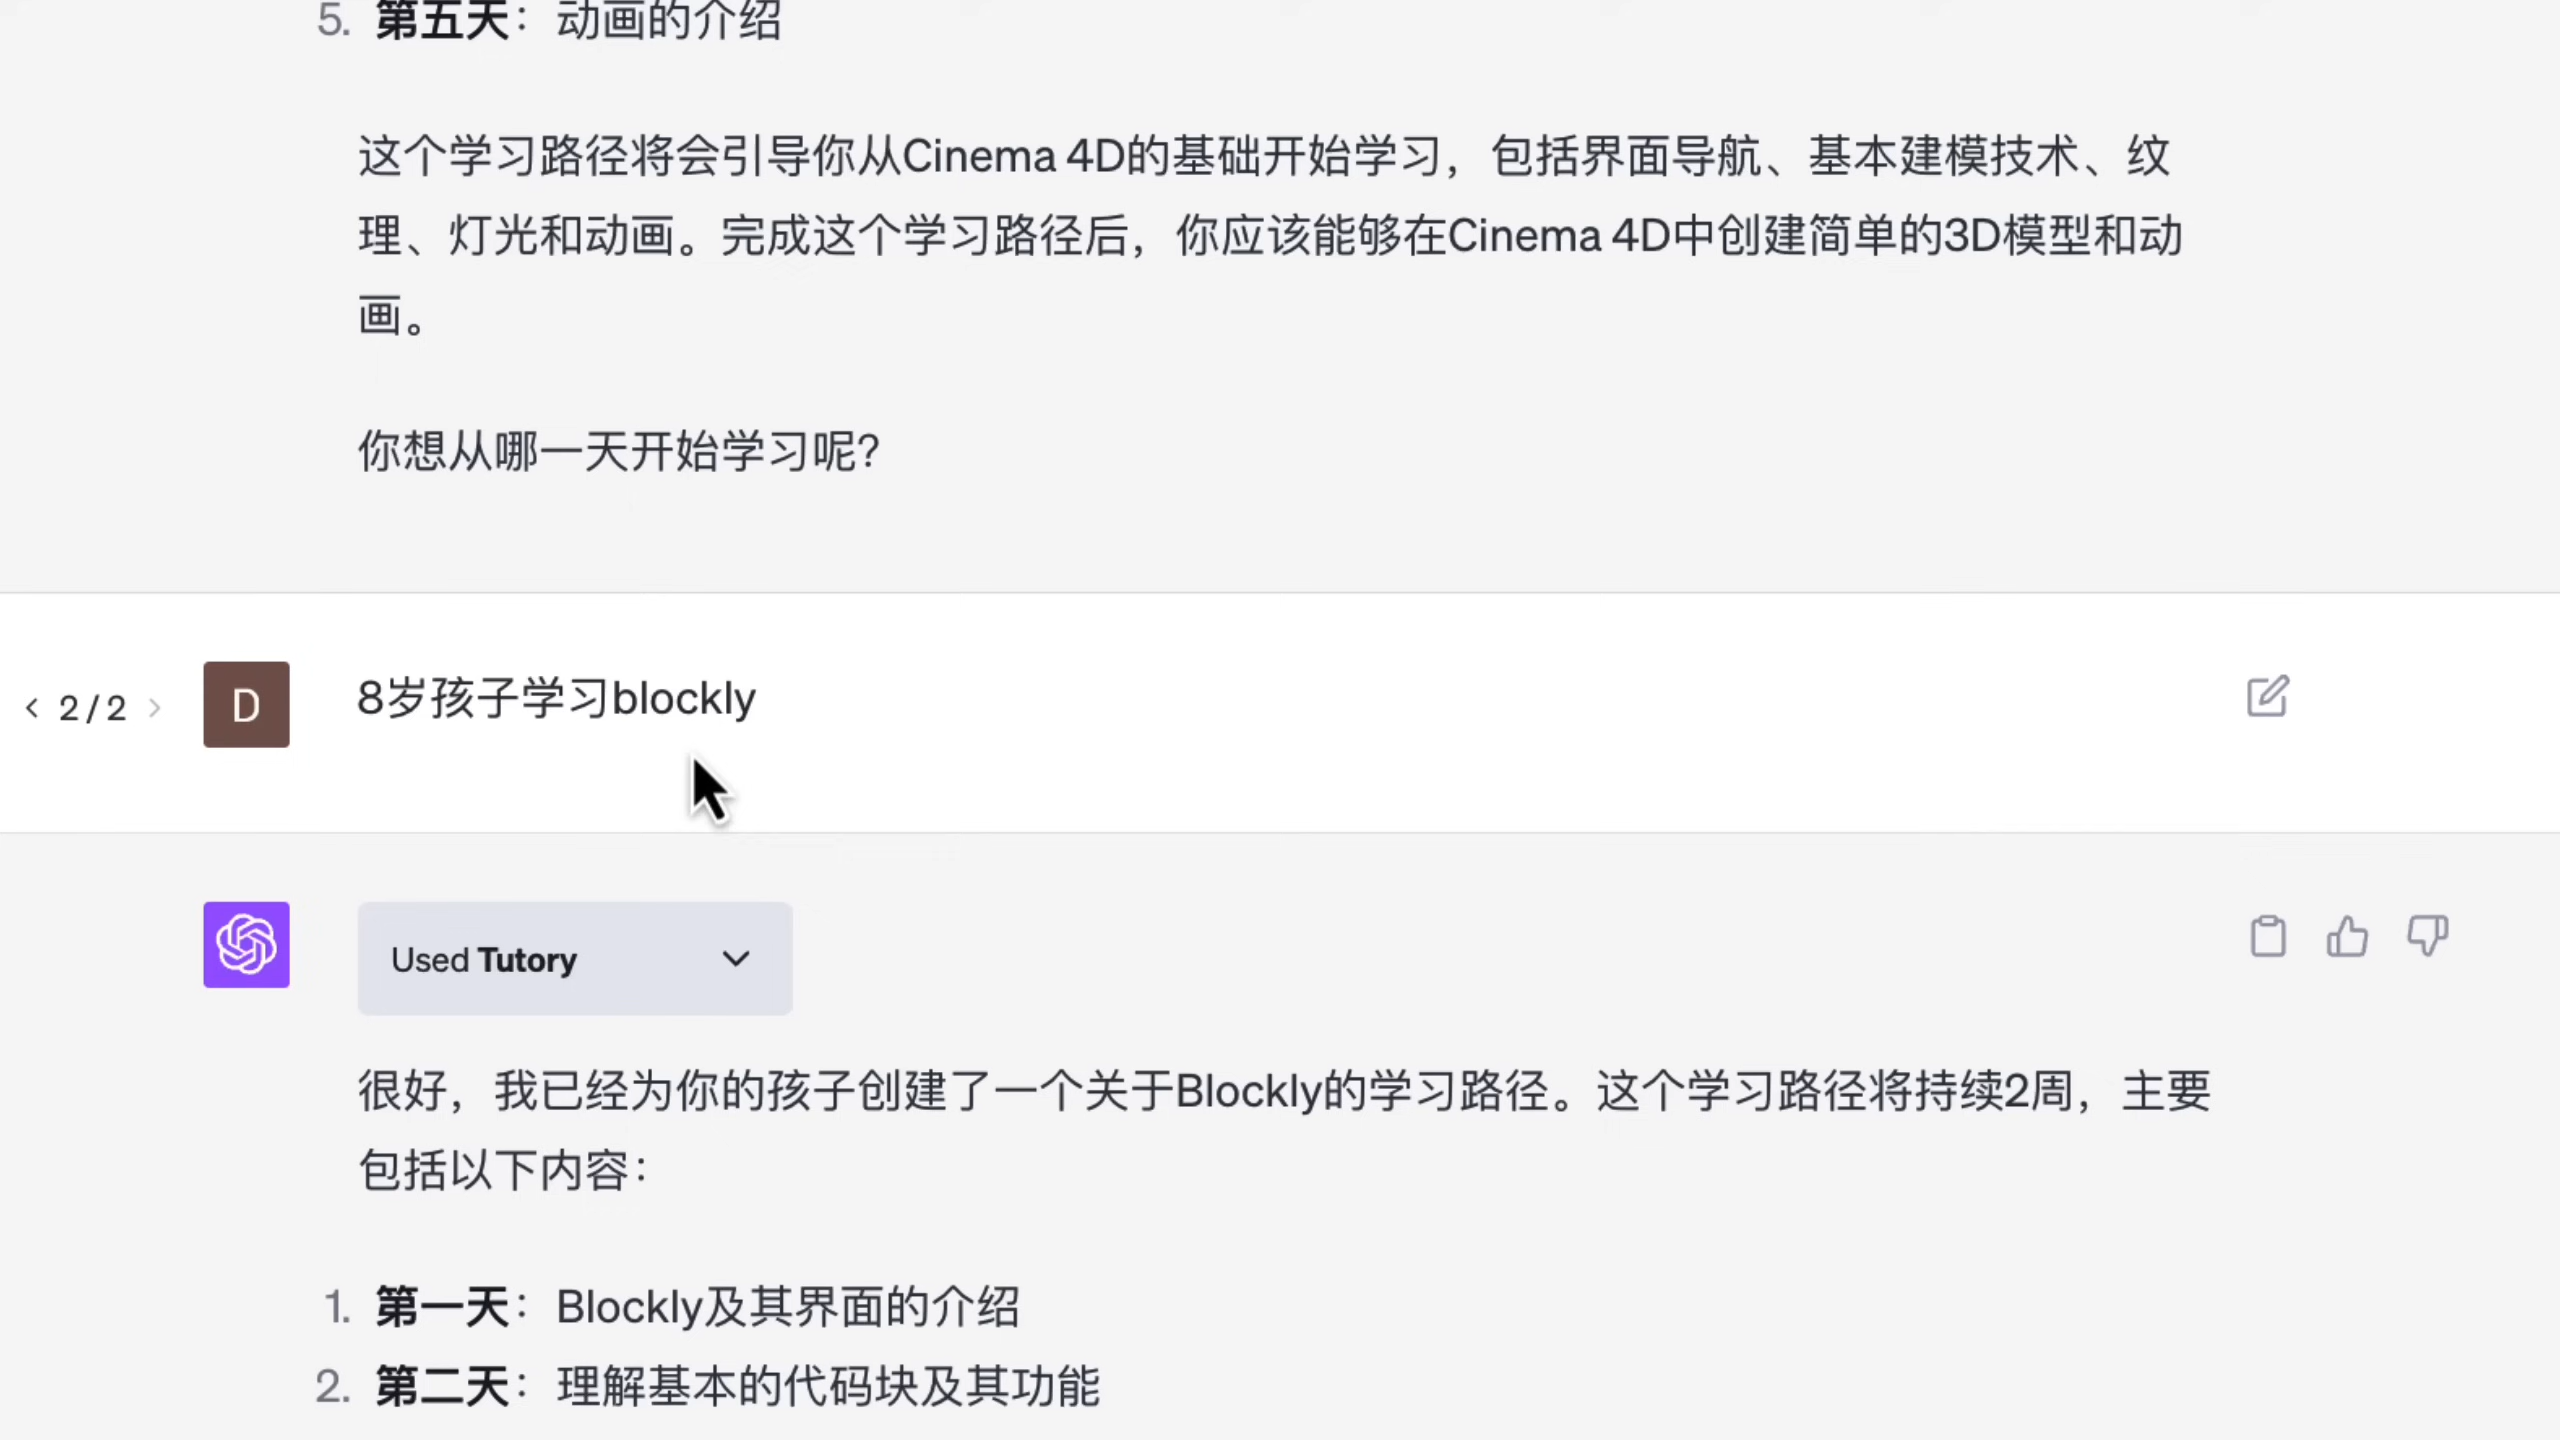 5. 第五天：动画的介绍
这个学习路径将会引导你从Cinema 4D的基础开始学习，包括界面导航、基本建模技术、纹
理、灯光和动画。完成这个学习路径后，你应该能够在Cinema 4D中创建简单的3D模型和动
画。
你想从哪一天开始学习呢？
2 / 2
D
8岁孩子学习blockly
Used Tutory
很好，我已经为你的孩子创建了一个关于Blockly的学习路径。这个学习路径将持续2周，主要
包括以下内容：
1. 第一天：Blockly及其界面的介绍
2. 第二天：理解基本的代码块及其功能